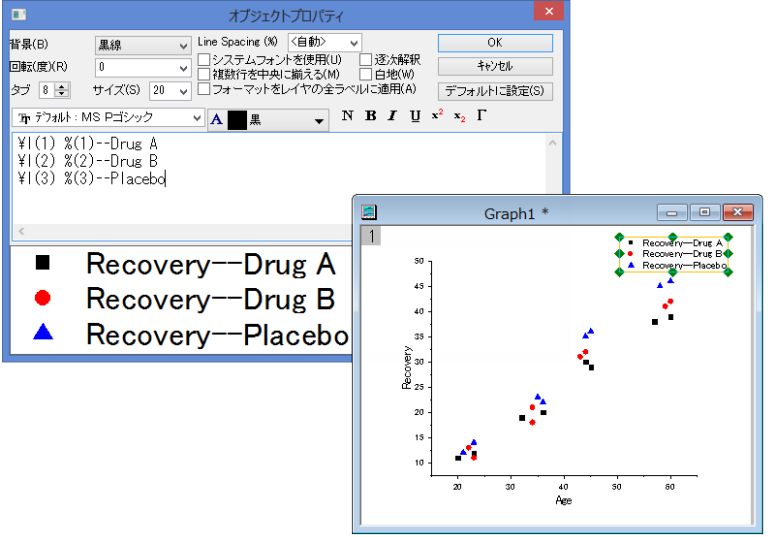 オブジェクトプロパティ
背景(B) 黒線 Line Spacing (%) <自動> OK
回転(度)(R) 0 システムフォントを使用(U) 逐次解釈 キャンセル
複数行を中央に揃える(M) 白地(W)
タブ 8 サイズ(S) 20 フォーマットをレイヤの全ラベルに適用(A) デフォルトに設定(S)
デフォルト: MS Pゴシック A 黒 N B I U x² x₂ Γ
¥l(1) %(1)--Drug A
¥l(2) %(2)--Drug B
¥l(3) %(3)--Placebo
Recovery--Drug A
Recovery--Drug B
Recovery--Placebo
Graph1 *
1
Recovery--Drug A
Recovery--Drug B
Recovery--Placebo
50
45
40
35
30
25
20
15
10
Recovery
20 30 40 50 60
Age